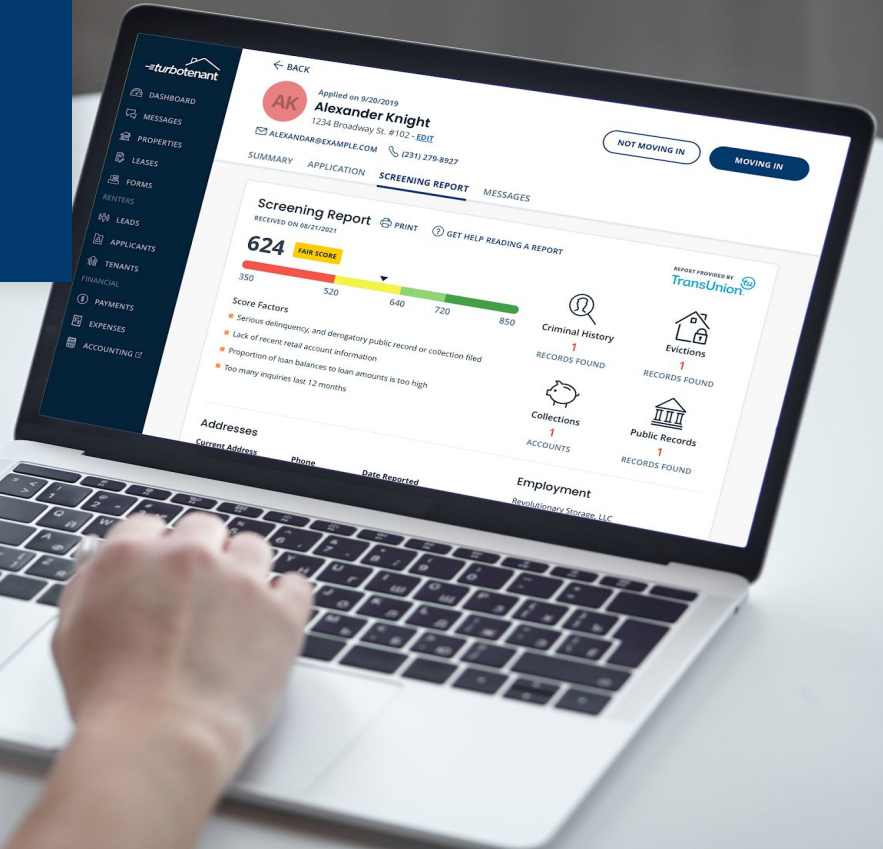 turbotenant
DASHBOARD
MESSAGES
PROPERTIES
LEASES
FORMS
RENTERS
LEADS
APPLICANTS
TENANTS
FINANCIAL
PAYMENTS
EXPENSES
ACCOUNTING
← BACK
AK
Applied on 9/20/2019
Alexander Knight
1234 Broadway St. #102 - EDIT
ALEXANDAR@EXAMPLE.COM (231) 279-8927
NOT MOVING IN MOVING IN
SUMMARY APPLICATION SCREENING REPORT MESSAGES
Screening Report PRINT ? GET HELP READING A REPORT
RECEIVED ON 08/21/2021
REPORT PROVIDED BY
TransUnion tu
624 FAIR SCORE
350 520 640 720 850
Score Factors
Serious delinquency, and derogatory public record or collection filed
Lack of recent retail account information
Proportion of loan balances to loan amounts is too high
Too many inquiries last 12 months
Criminal History
1
RECORDS FOUND
Evictions
1
RECORDS FOUND
Collections
1
ACCOUNTS
Public Records
1
RECORDS FOUND
Addresses
Current Address Phone Date Reported
Employment
Revolutionary Storage, LLC